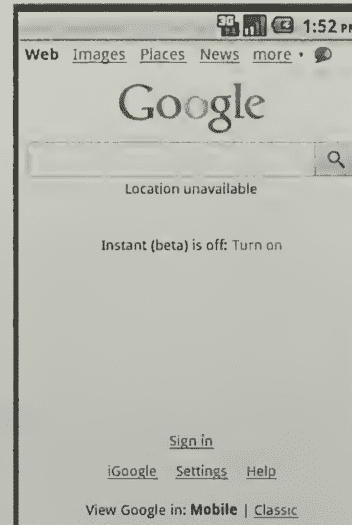 3G 1:52 PM
Web Images Places News more
Google
Location unavailable
Instant (beta) is off: Turn on
Sign in
iGoogle Settings Help
View Google in: Mobile | Classic